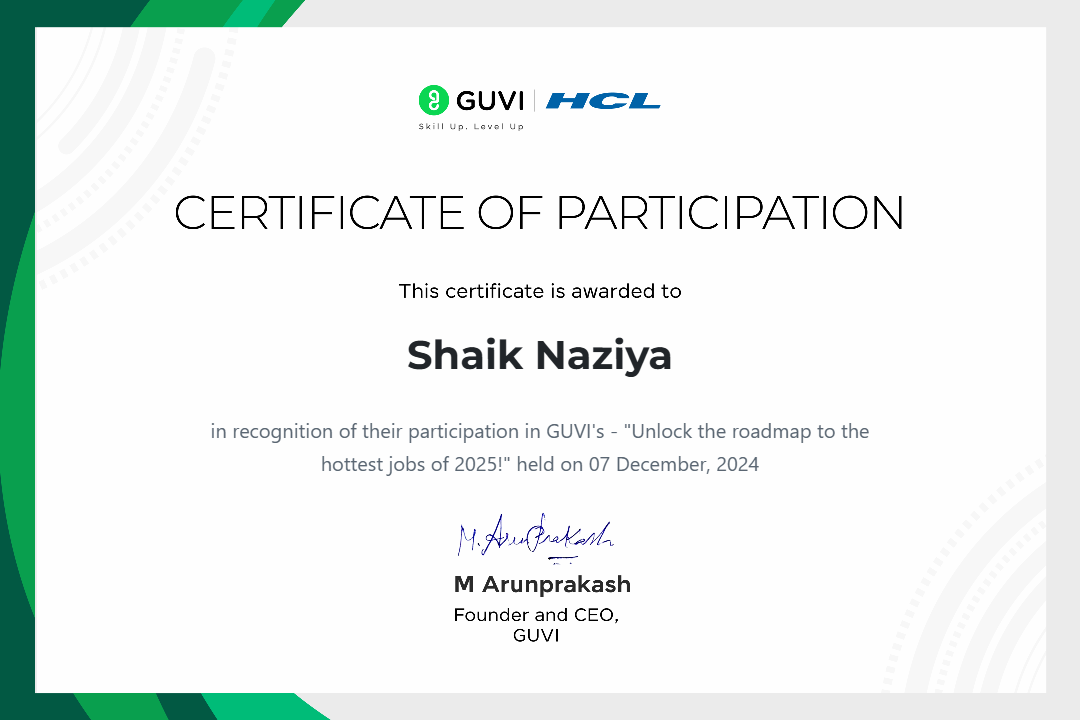 GUVI | HCL
Skill Up. Level Up
CERTIFICATE OF PARTICIPATION
This certificate is awarded to
Shaik Naziya
in recognition of their participation in GUVI's - "Unlock the roadmap to the
hottest jobs of 2025!" held on 07 December, 2024
M. ArunPrakash
M Arunprakash
Founder and CEO,
GUVI